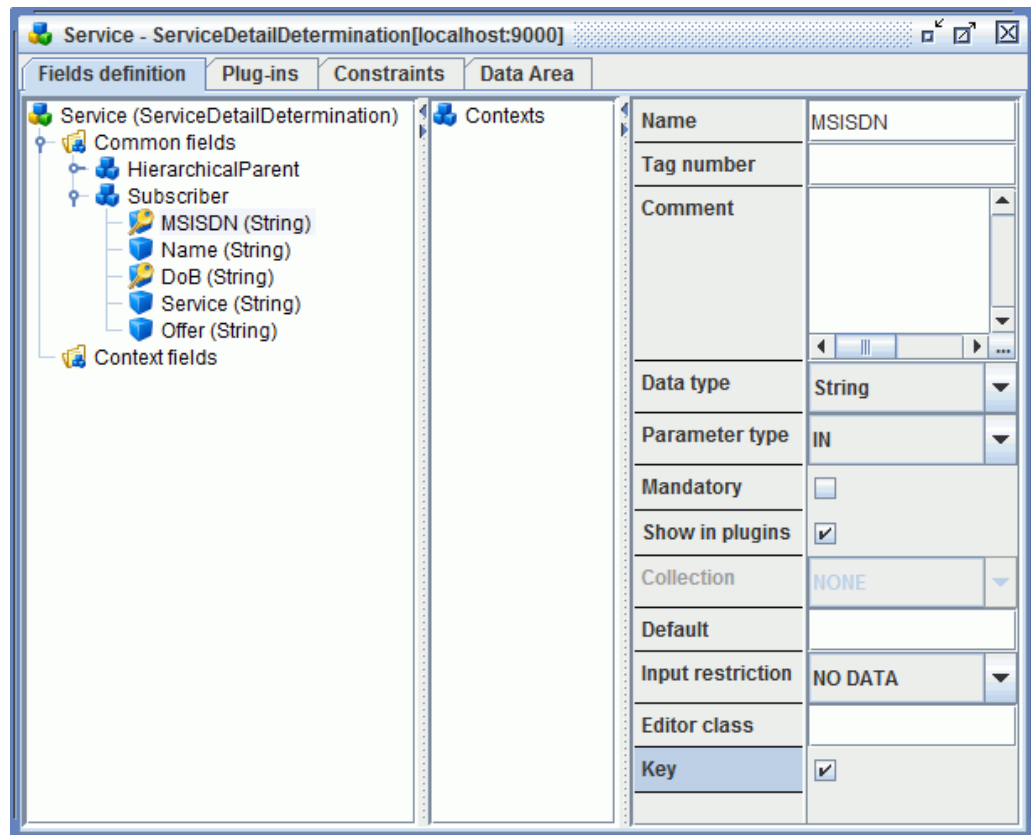 Service - ServiceDetailDetermination[localhost:9000]
Fields definition
Plug-ins
Constraints
Data Area
Service (ServiceDetailDetermination)
Common fields
HierarchicalParent
Subscriber
MSISDN (String)
Name (String)
DoB (String)
Service (String)
Offer (String)
Context fields
Contexts
Name
MSISDN
Tag number
Comment
...
Data type
String
Parameter type
IN
Mandatory
Show in plugins
Collection
NONE
Default
Input restriction
NO DATA
Editor class
Key